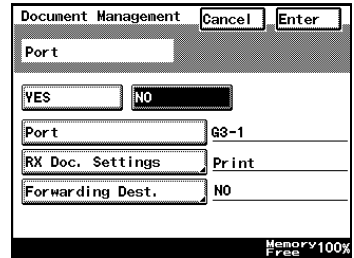 Document Management Cancel Enter
Port
YES NO
Port G3-1
RX Doc. Settings Print
Forwarding Dest. NO
Memory Free 100%